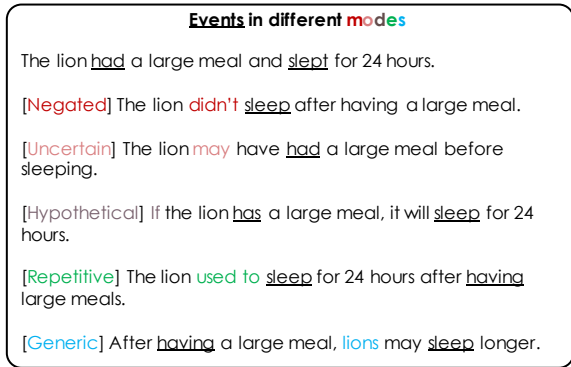 Events in different modes
The lion had a large meal and slept for 24 hours.
[Negated] The lion didn't sleep after having a large meal.
[Uncertain] The lion may have had a large meal before
sleeping.
[Hypothetical] If the lion has a large meal, it will sleep for 24
hours.
[Repetitive] The lion used to sleep for 24 hours after having
large meals.
[Generic] After having a large meal, lions may sleep longer.